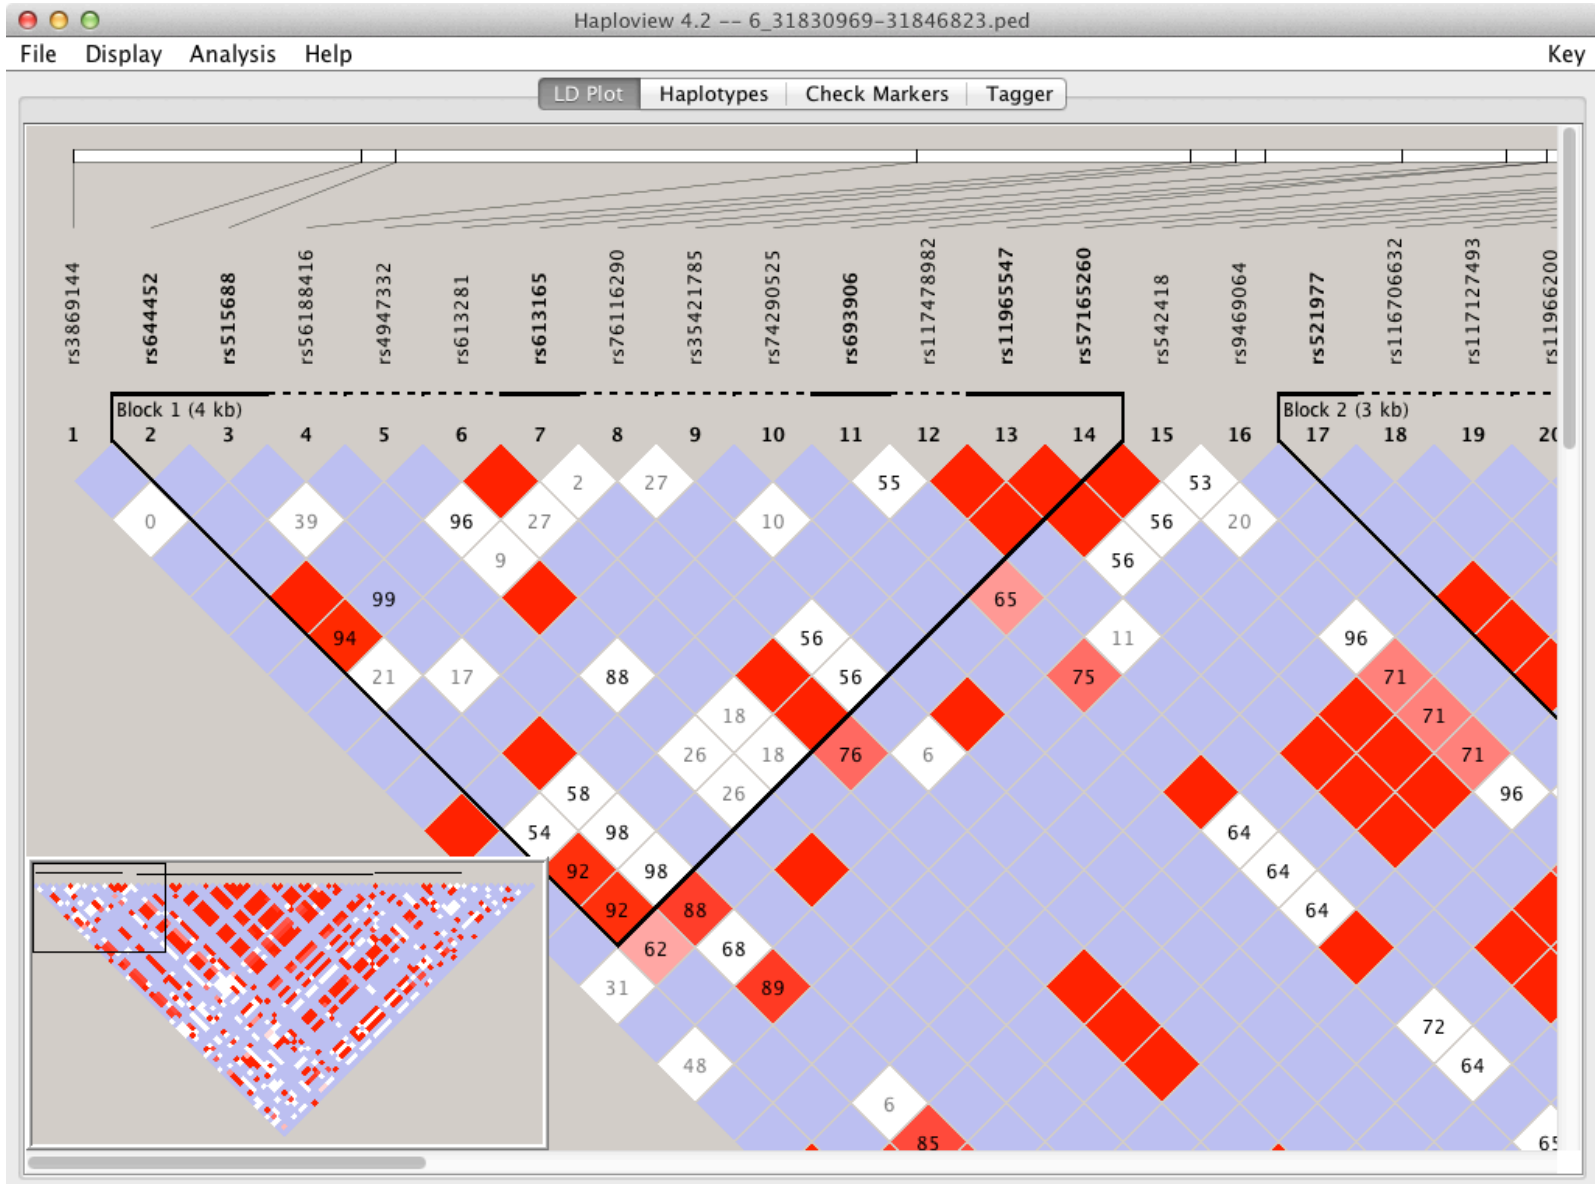 Haploview 4.2 -- 6_31830969-31846823.ped
File Display Analysis Help Key
LD Plot Haplotypes Check Markers Tagger
rs3869144
rs644452
rs515688
rs56188416
rs4947332
rs613281
rs613165
rs76116290
rs35421785
rs74290525
rs693906
rs117478982
rs11965547
rs57165260
rs542418
rs9469064
rs521977
rs116706632
rs117127493
rs11966200
Block 1 (4 kb) Block 2 (3 kb)
1 2 3 4 5 6 7 8 9 10 11 12 13 14 15 16 17 18 19 20
2 27 55 53
0 39 96 27 10 56 20
9 56
99 65
94 56 11 96
21 17 88 56 75 71
18 71
26 18 76 6 71
58 26 96
54 98 64
92 98 64
92 88 64
62 68
31 89
72
48 64
6
85 65